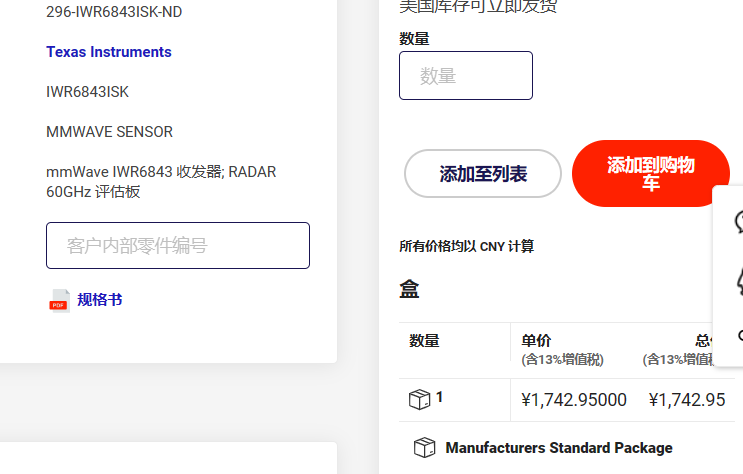 296-IWR6843ISK-ND
Texas Instruments
IWR6843ISK
MMWAVE SENSOR
mmWave IWR6843 收发器; RADAR
60GHz 评估板
客户内部零件编号
PDF
规格书
美国库存可立即发货
数量
数量
添加至列表
添加到购物
车
所有价格均以 CNY 计算
盒
数量 单价 总
(含13%增值税) (含13%增值
1 ¥1,742.95000 ¥1,742.95
Manufacturers Standard Package